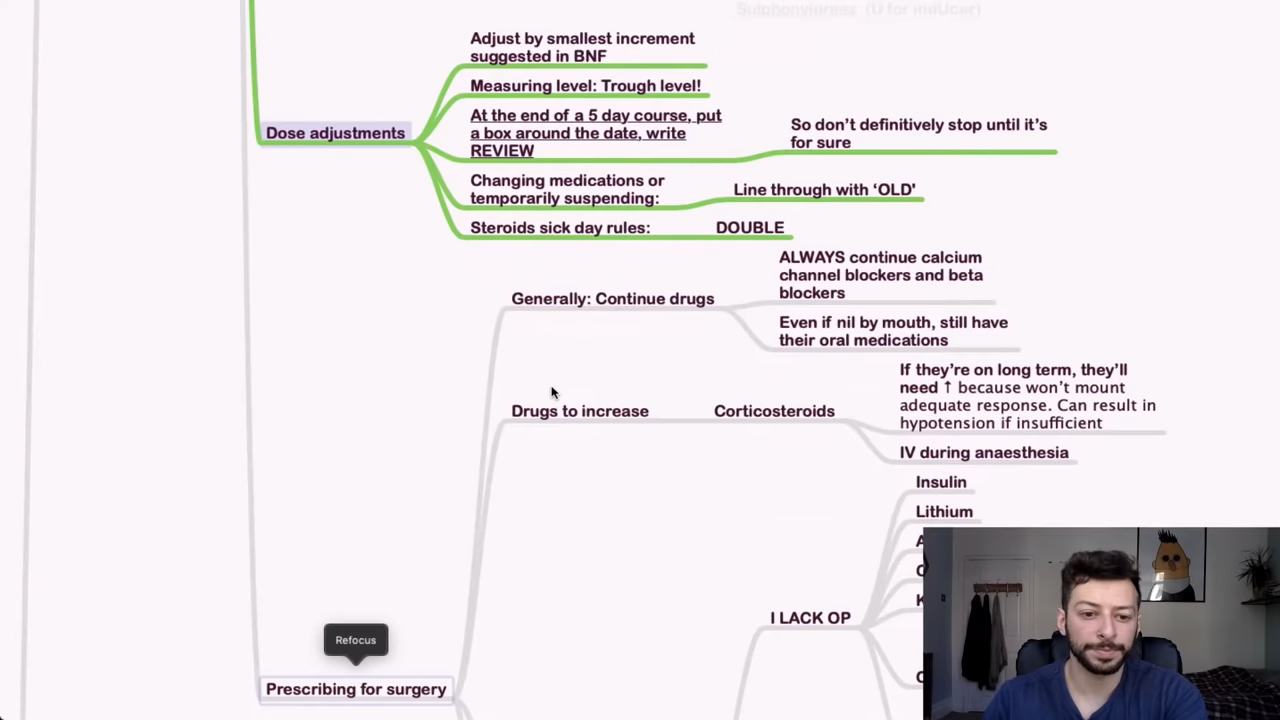 Sulphonylureas (U for indUcer)
Adjust by smallest increment
suggested in BNF
Measuring level: Trough level!
At the end of a 5 day course, put
a box around the date, write
REVIEW
So don’t definitively stop until it’s
for sure
Dose adjustments
Changing medications or
temporarily suspending:
Line through with ‘OLD'
Steroids sick day rules:
DOUBLE
Generally: Continue drugs
ALWAYS continue calcium
channel blockers and beta
blockers
Even if nil by mouth, still have
their oral medications
Drugs to increase
Corticosteroids
If they’re on long term, they’ll
need ↑ because won’t mount
adequate response. Can result in
hypotension if insufficient
IV during anaesthesia
Insulin
Lithium
I LACK OP
Refocus
Prescribing for surgery